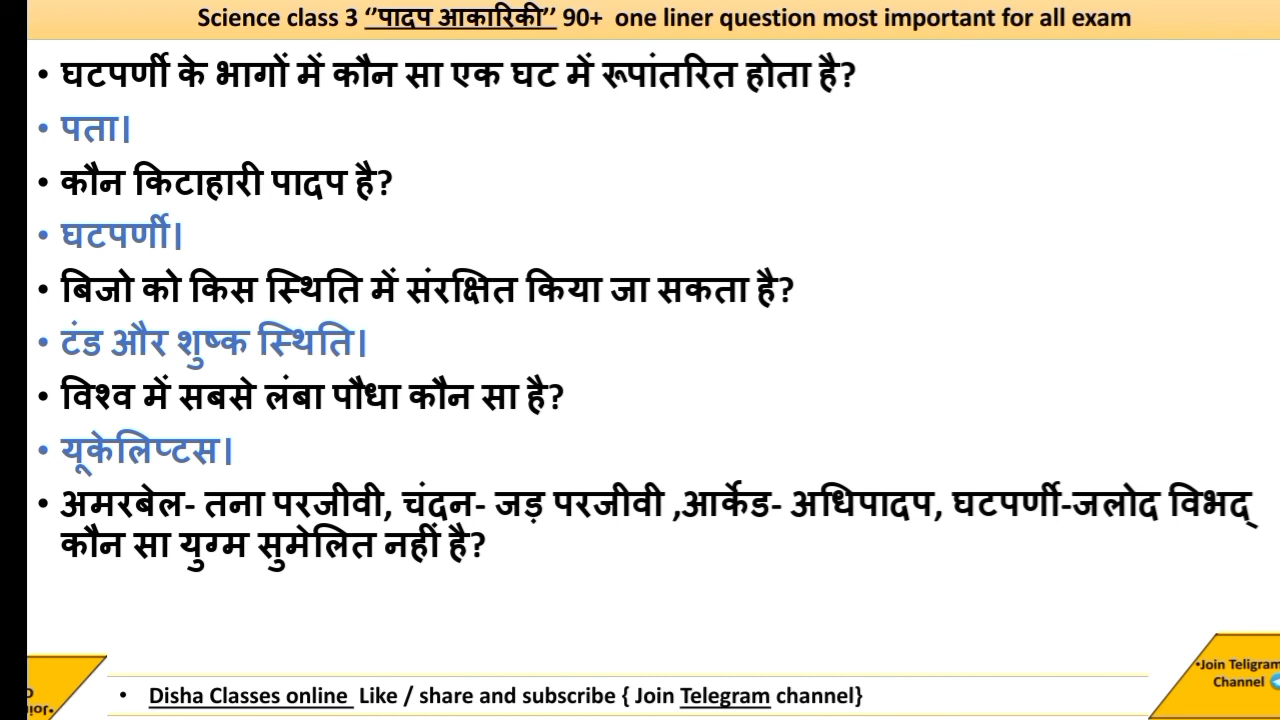 Science class 3 ‘’पादप आकारिकी’’ 90+ one liner question most important for all exam
• घटपर्णी के भागों में कौन सा एक घट में रूपांतरित होता है?
• पता।
• कौन किटाहारी पादप है?
• घटपर्णी।
• बिजो को किस स्थिति में संरक्षित किया जा सकता है?
• टंड और शुष्क स्थिति।
• विश्व में सबसे लंबा पौधा कौन सा है?
• यूकेलिप्टस।
• अमरबेल- तना परजीवी, चंदन- जड़ परजीवी ,आर्केड- अधिपादप, घटपर्णी-जलोद विभद्
कौन सा युग्म सुमेलित नहीं है?
•Join Teligram
Channel
• Disha Classes online Like / share and subscribe { Join Telegram channel}